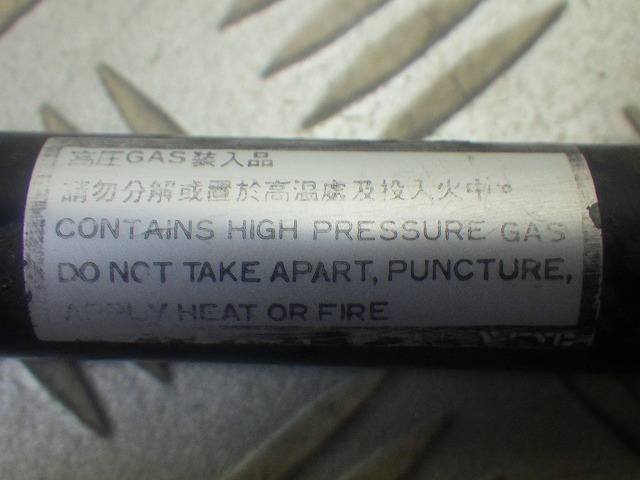 高圧GAS裝入品
請勿分解或置於高温處及投入火中。
CONTAiNS HIGH PRESSURE GAS
DO NOT TAKE APART, PUNCTURE,
APPLY HEAT OR FIRE